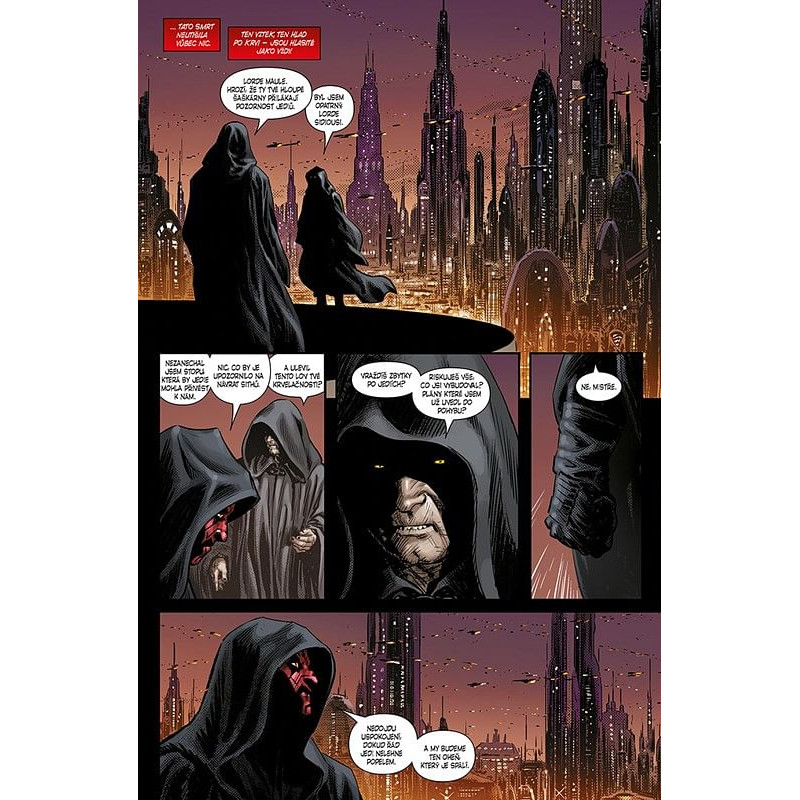 ... TATO SMRT
NEUTIŠILA
VŮBEC NIC.
TEN VZTEK, TEN HLAD
PO KRVI – JSOU HLASITÉ
JAKO VŽDY.
LORDE MAULE.
HROZÍ, ŽE TY TVÉ HLOUPÉ
ŠAŠKÁRNY PŘILÁKAJÍ
POZORNOST JEDIŮ.
BYL JSEM
OPATRNÝ
LORDE
SIDIOUSI.
NEZANECHAL
JSEM STOPU
KTERÁ BY JEDIE
MOHLA PŘIVÉST
K NÁM.
NIC, CO BY JE
UPOZORNILO NA
NÁVRAT SITHŮ.
A ULEVIL
TENTO LOV TVÉ
KRVELAČNOSTI?
VRAŽDIŠ ZBYTKY
PO JEDIÍCH?
RISKUJEŠ VŠE,
CO JSI VYBUDOVAL?
PLÁNY KTERÉ JSEM
UŽ UVEDL DO
POHYBU?
NE, MISTŘE.
NEDOJDU
USPOKOJENÍ,
DOKUD ŘÁD
JEDI NELEHNE
POPELEM.
A MY BUDEME
TEN OHEŇ,
KTERÝ JE SPÁLÍ.